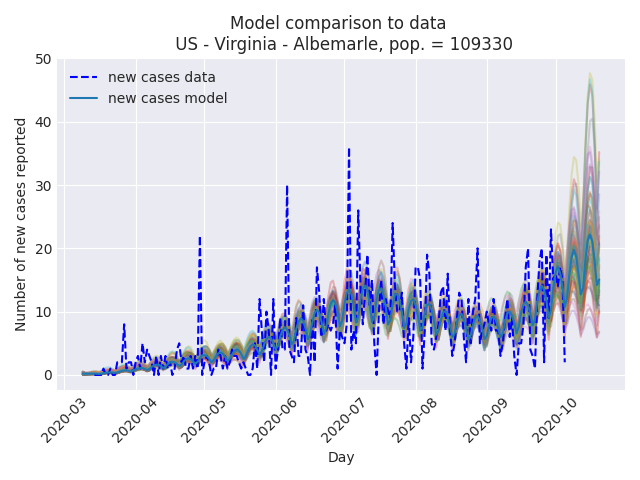 Model comparison to data
US - Virginia - Albemarle, pop. = 109330
new cases data
new cases model
Number of new cases reported
50
40
30
20
10
0
2020-03
2020-04
2020-05
2020-06
2020-07
2020-08
2020-09
2020-10
Day